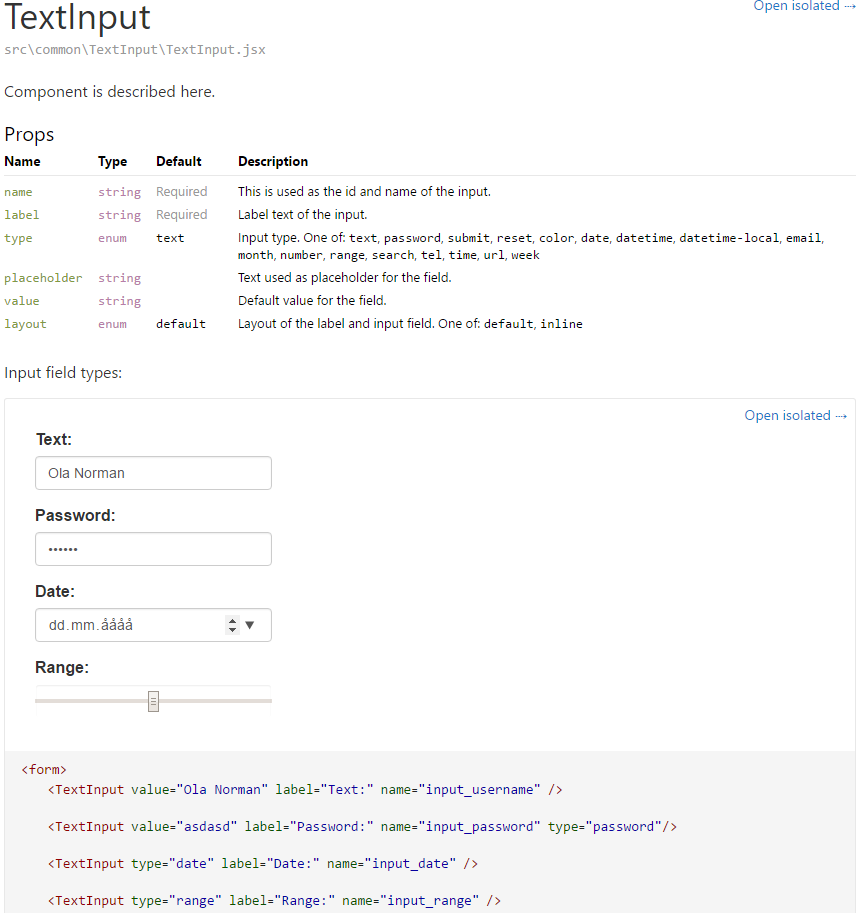 TextInput
Open isolated ⇢
src\common\TextInput\TextInput.jsx
Component is described here.
Props
Name Type Default Description
name string Required This is used as the id and name of the input.
label string Required Label text of the input.
type enum text Input type. One of: text, password, submit, reset, color, date, datetime, datetime-local, email,
month, number, range, search, tel, time, url, week
placeholder string Text used as placeholder for the field.
value string Default value for the field.
layout enum default Layout of the label and input field. One of: default, inline
Input field types:
Open isolated ⇢
Text:
Ola Norman
Password:
••••••
Date:
dd.mm.åååå
Range:
<form>
<TextInput value="Ola Norman" label="Text:" name="input_username" />
<TextInput value="asdasd" label="Password:" name="input_password" type="password"/>
<TextInput type="date" label="Date:" name="input_date" />
<TextInput type="range" label="Range:" name="input_range" />